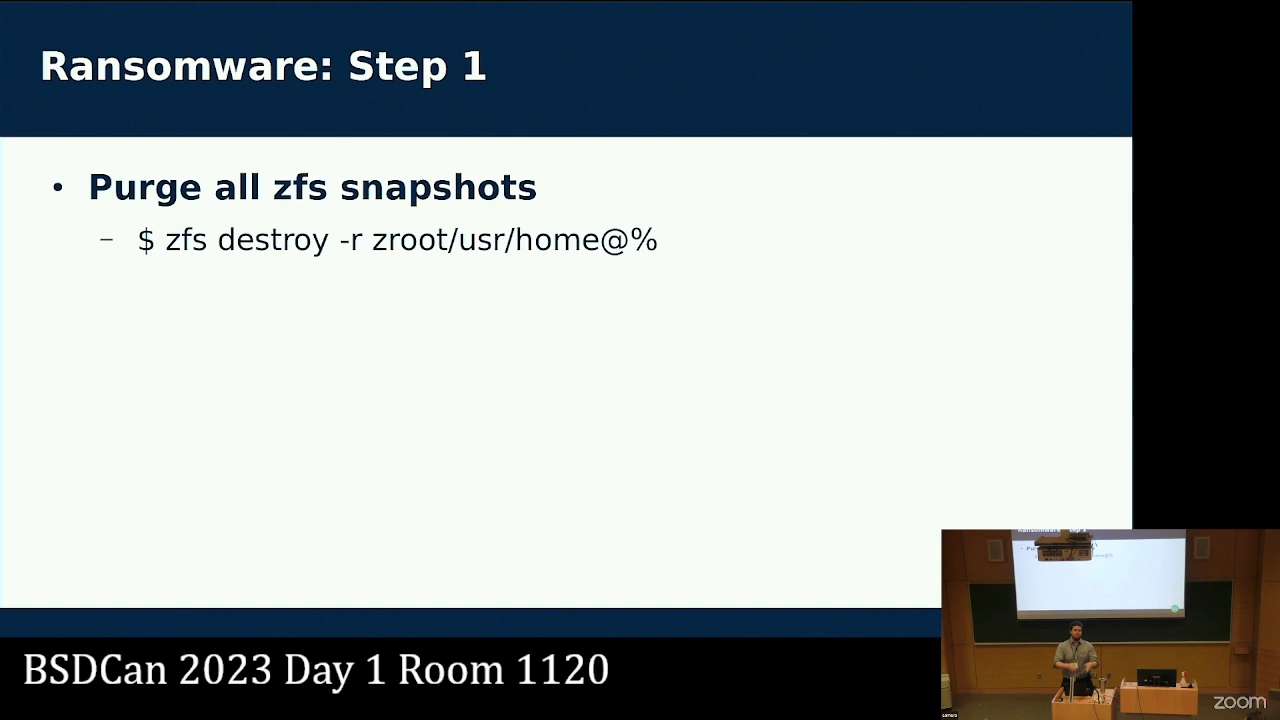 Ransomware: Step 1
• Purge all zfs snapshots
– $ zfs destroy -r zroot/usr/home@%
BSDCan 2023 Day 1 Room 1120
zoom